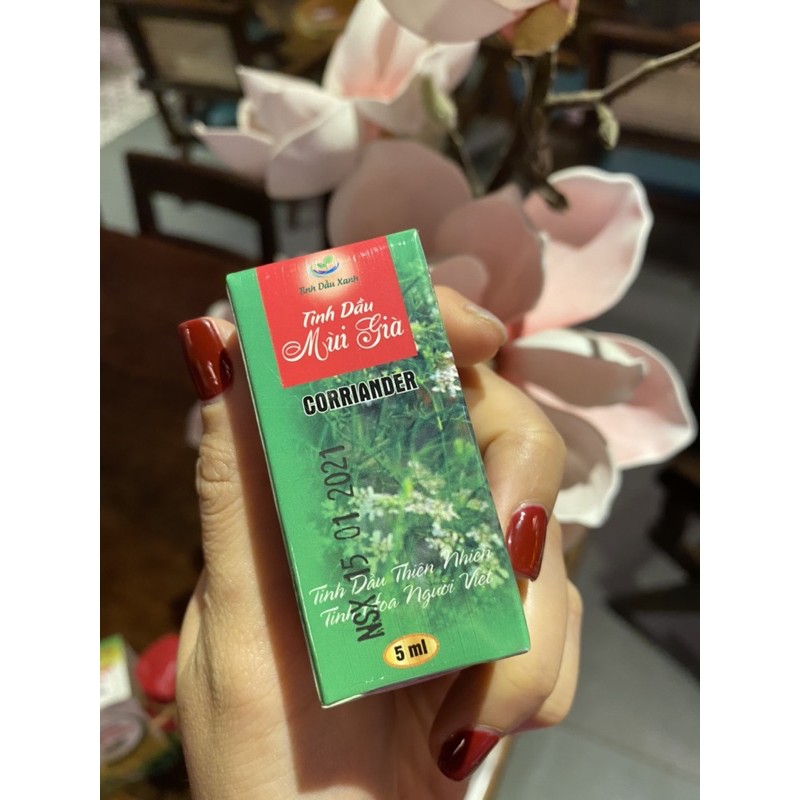 Tinh Dầu Xanh
Tinh Dầu
Mùi Già
CORRIANDER
NSX 15 01 2021
Tinh Dầu Thiên Nhiên
Tinh Hoa Người Việt
5 ml